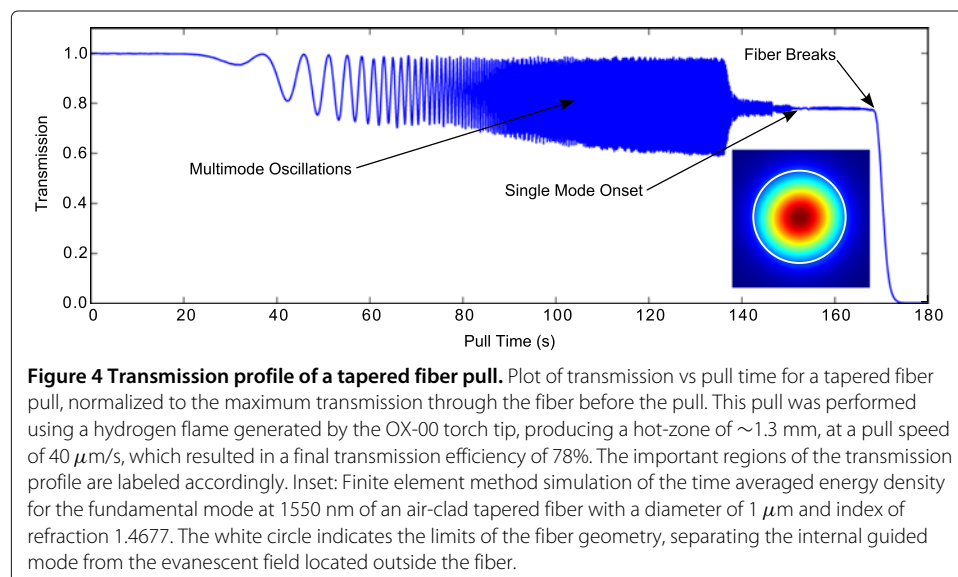 1.0
0.8
0.6
0.4
0.2
0.0
Transmission
Fiber Breaks
Multimode Oscillations
Single Mode Onset
0 20 40 60 80 100 120 140 160 180
Pull Time (s)
Figure 4 Transmission profile of a tapered fiber pull. Plot of transmission vs pull time for a tapered fiber
pull, normalized to the maximum transmission through the fiber before the pull. This pull was performed
using a hydrogen flame generated by the OX-00 torch tip, producing a hot-zone of ∼1.3 mm, at a pull speed
of 40 μm/s, which resulted in a final transmission efficiency of 78%. The important regions of the transmission
profile are labeled accordingly. Inset: Finite element method simulation of the time averaged energy density
for the fundamental mode at 1550 nm of an air-clad tapered fiber with a diameter of 1 μm and index of
refraction 1.4677. The white circle indicates the limits of the fiber geometry, separating the internal guided
mode from the evanescent field located outside the fiber.